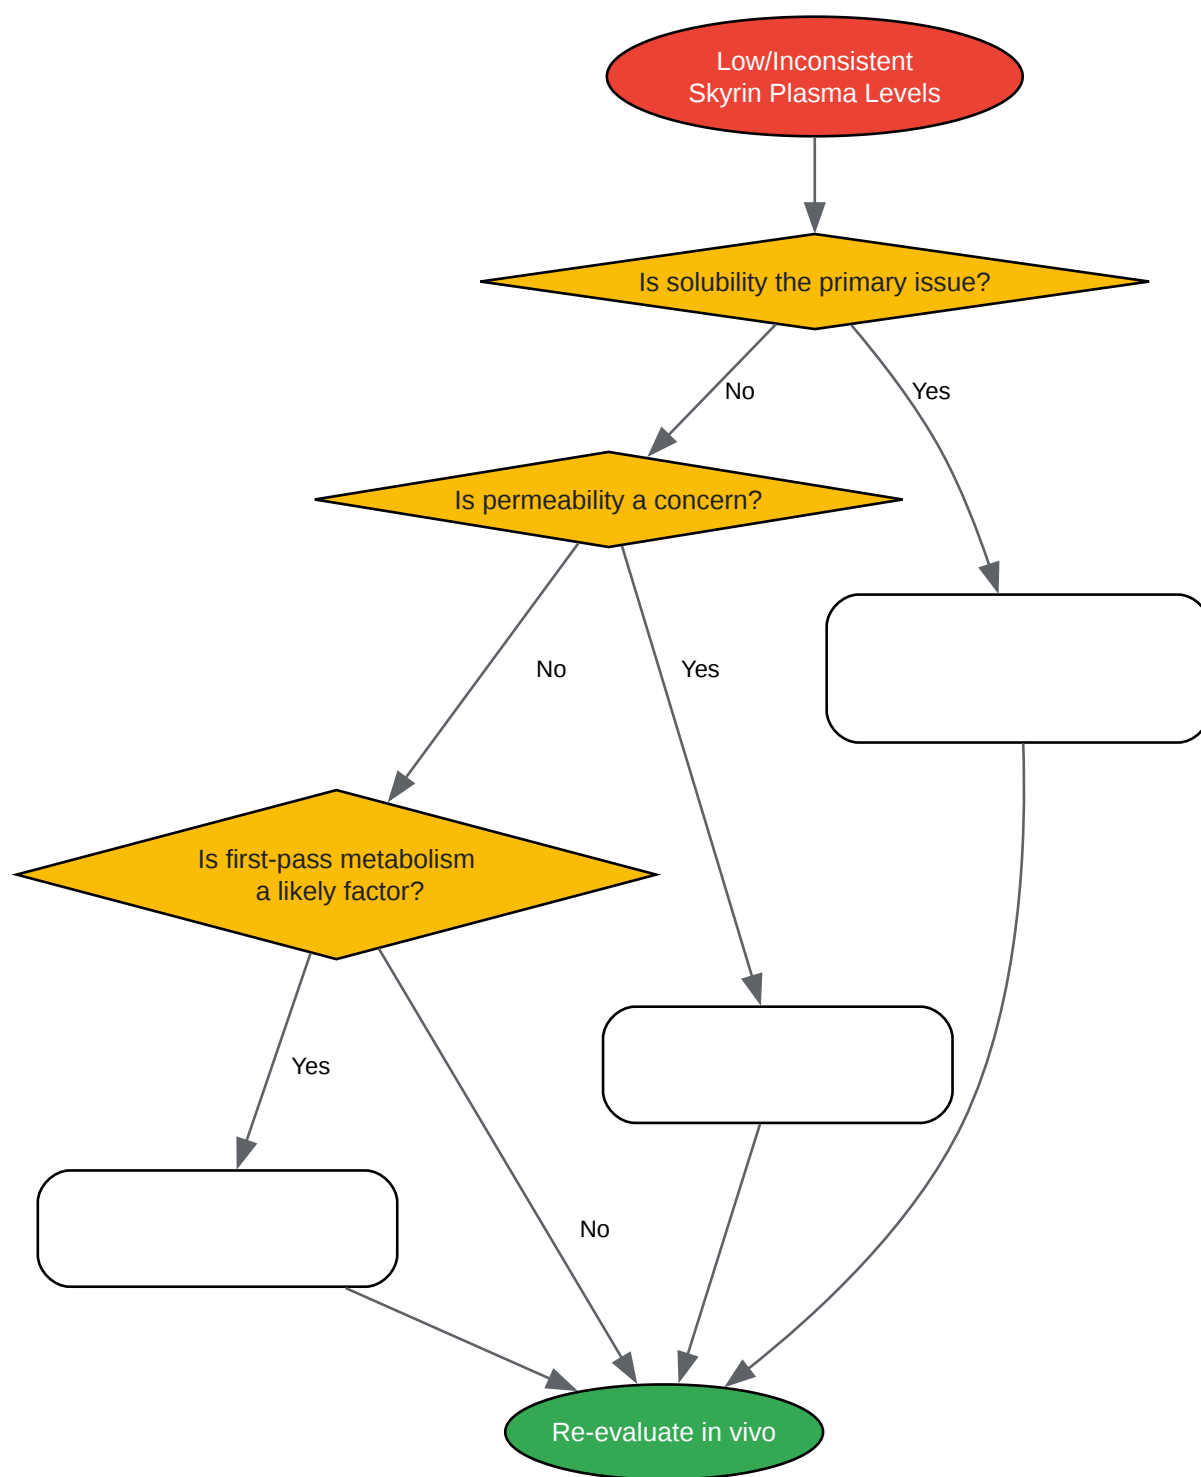 Low/Inconsistent
Skyrin Plasma Levels
Is solubility the primary issue?
No
Yes
Is permeability a concern?
No
Yes
Is first-pass metabolism
a likely factor?
Yes
No
Re-evaluate in vivo